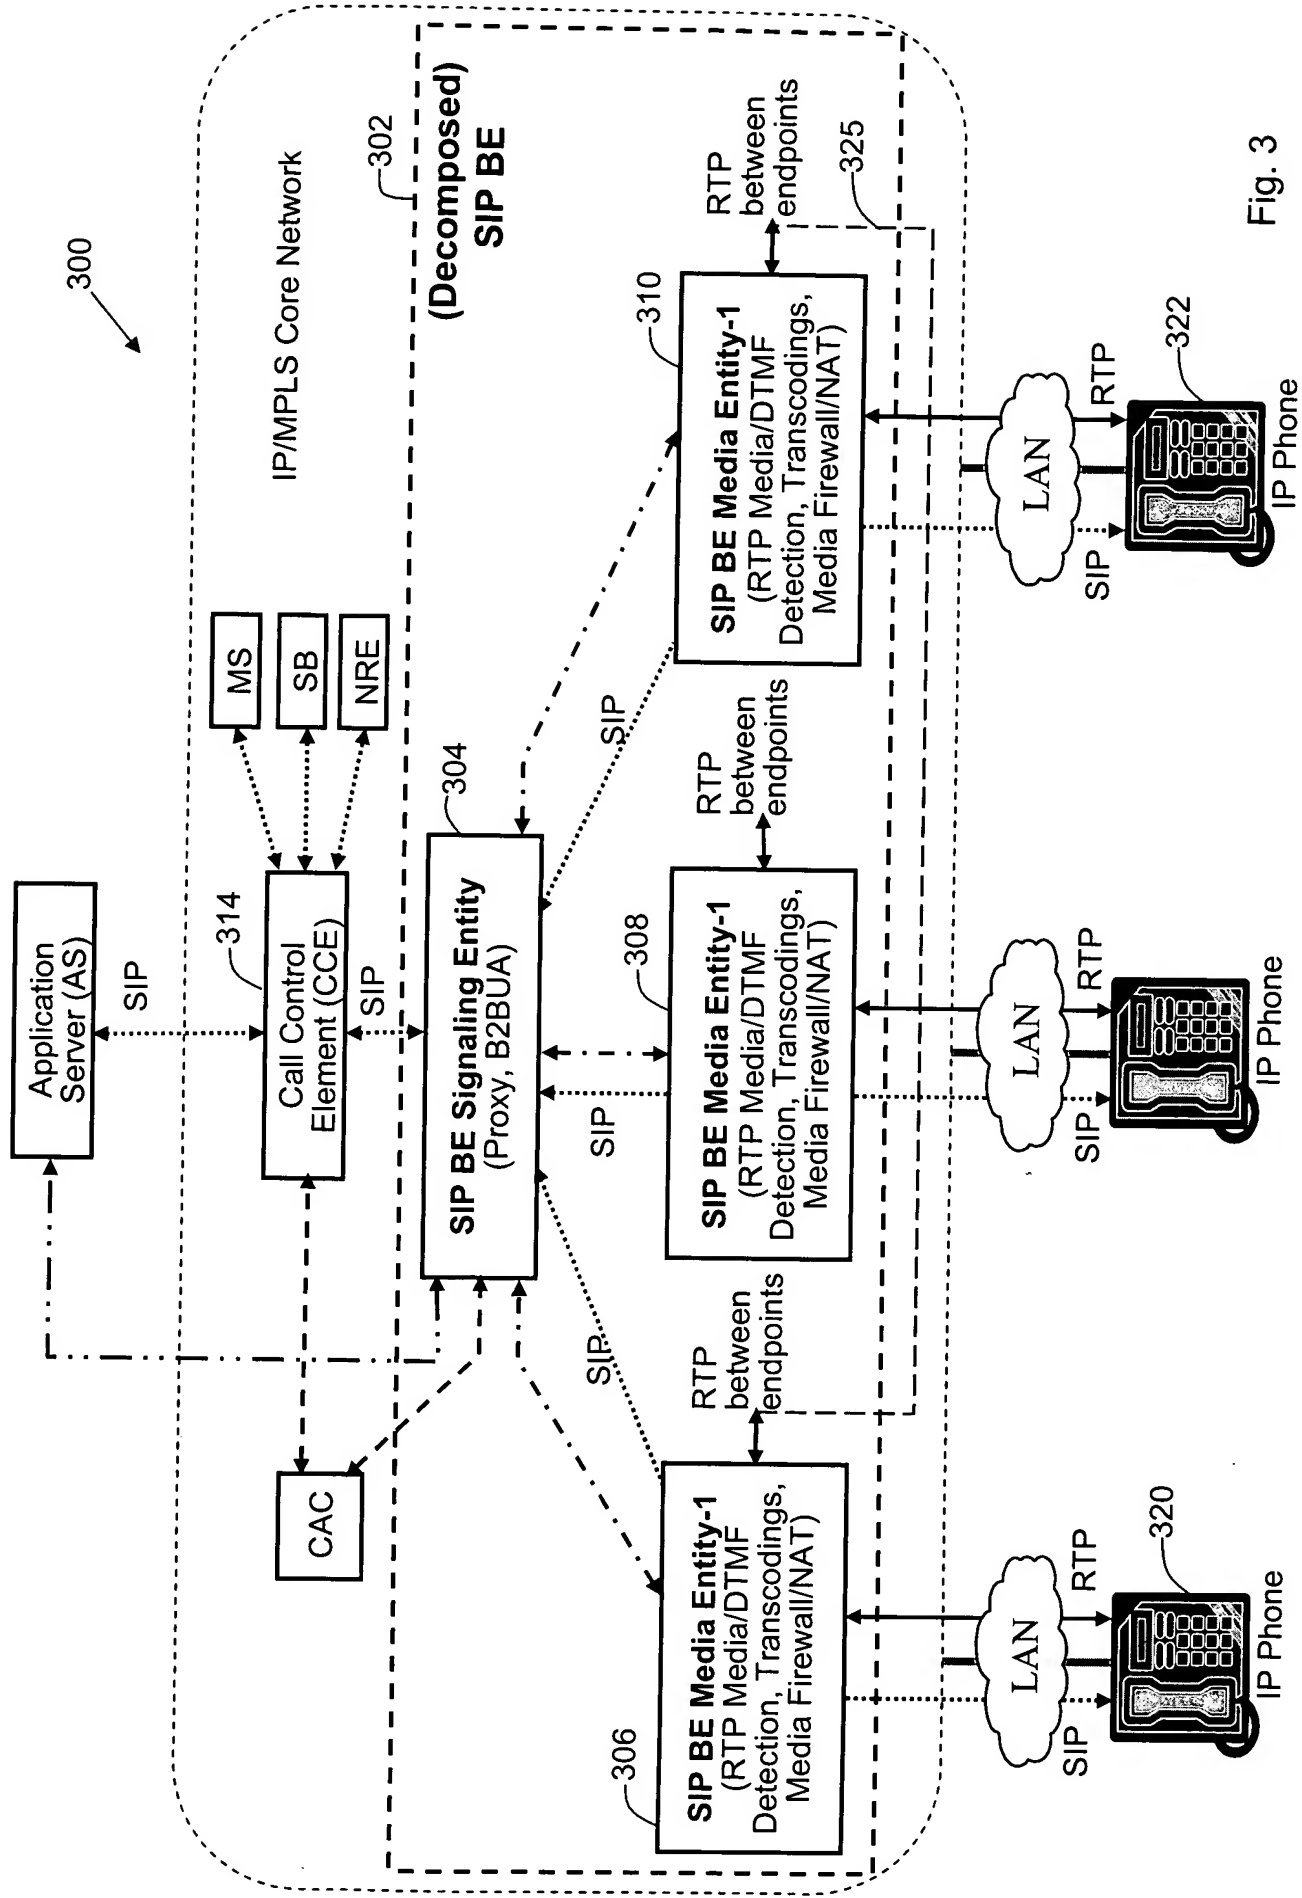 300
Application
Server (AS)
SIP
314
Call Control
Element (CCE)
MS
SB
NRE
CAC
IP/MPLS Core Network
302
SIP
(Decomposed)
SIP BE
304
SIP BE Signaling Entity
(Proxy, B2BUA)
SIP
SIP
SIP
306
SIP BE Media Entity-1
(RTP Media/DTMF
Detection, Transcodings,
Media Firewall/NAT)
RTP
between
endpoints
308
SIP BE Media Entity-1
(RTP Media/DTMF
Detection, Transcodings,
Media Firewall/NAT)
RTP
between
endpoints
310
SIP BE Media Entity-1
(RTP Media/DTMF
Detection, Transcodings,
Media Firewall/NAT)
RTP
between
endpoints
325
LAN
SIP
RTP
320
IP Phone
LAN
SIP
RTP
IP Phone
LAN
SIP
RTP
322
IP Phone
Fig. 3